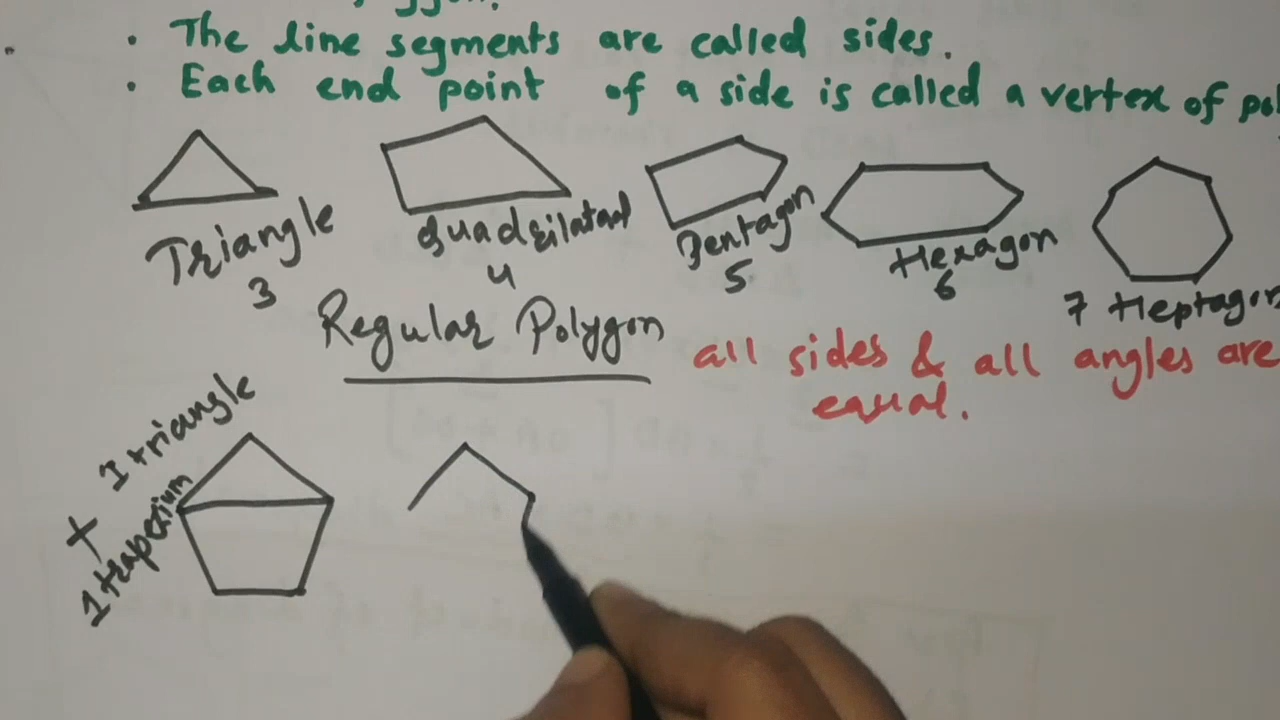 • The line segments are called sides.
• Each end point of a side is called a vertex of pol
Triangle
3
Quadrilateral
4
Pentagon
5
Hexagon
6
7 Heptagon
Regular Polygon
all sides & all angles are
equal.
1 triangle
+
1 trapezium